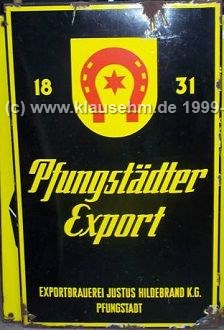 18 31
(c) www.klausehm.de 1999-
Pfungstädter
Export
EXPORTBRAUEREI JUSTUS HILDEBRAND K.G.
PFUNGSTADT